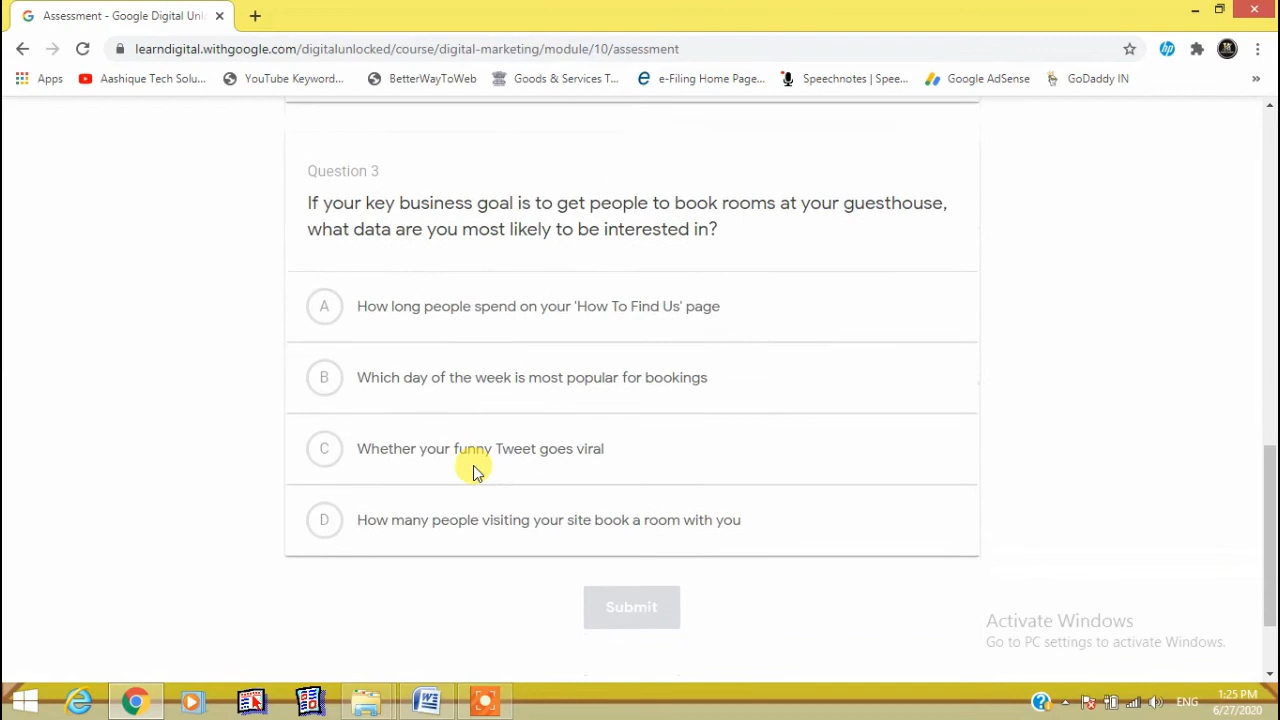 Assessment - Google Digital Unl
learndigital.withgoogle.com/digitalunlocked/course/digital-marketing/module/10/assessment
Apps Aashique Tech Solu... YouTube Keyword... BetterWayToWeb Goods & Services T... e-Filing Home Page... Speechnotes | Spee... Google AdSense GoDaddy IN »
Question 3
If your key business goal is to get people to book rooms at your guesthouse,
what data are you most likely to be interested in?
A How long people spend on your 'How To Find Us' page
B Which day of the week is most popular for bookings
C Whether your funny Tweet goes viral
D How many people visiting your site book a room with you
Submit
Activate Windows
Go to PC settings to activate Windows.
ENG
1:25 PM
6/27/2020